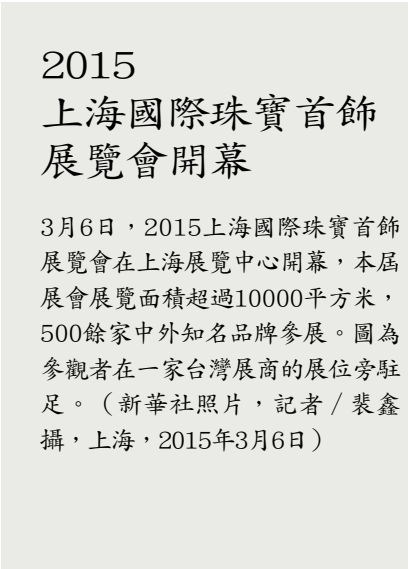 2015
上海國際珠寶首飾
展覽會開幕
3月6日，2015上海國際珠寶首飾
展覽會在上海展覽中心開幕，本屆
展會展覽面積超過10000平方米，
500餘家中外知名品牌參展。圖為
參觀者在一家台灣展商的展位旁駐
足。（新華社照片，記者／裴鑫
攝，上海，2015年3月6日）